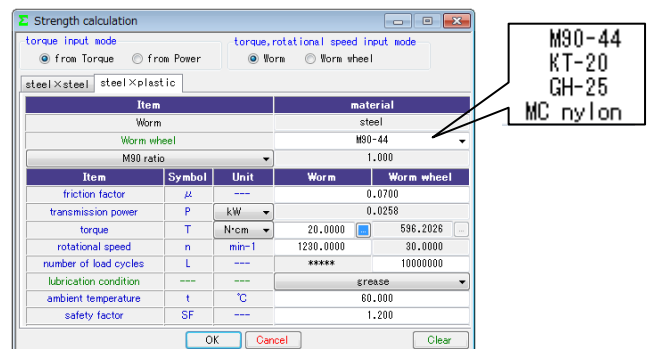 Σ Strength calculation
torque input mode torque,rotational speed input mode
from Torque from Power Worm Worm wheel
steel×steel steel×plastic
Item material
Worm steel
Worm wheel M90-44
M90 ratio 1.000
Item Symbol Unit Worm Worm wheel
friction factor μ --- 0.0700
transmission power P kW 0.0258
torque T N·cm 20.0000 ... 596.2026 ...
rotational speed n min-1 1230.0000 30.0000
number of load cycles L --- ***** 10000000
lubrication condition --- --- grease
ambient temperature t ℃ 60.000
safety factor SF --- 1.200
OK Cancel Clear
M90-44
KT-20
GH-25
MC nylon